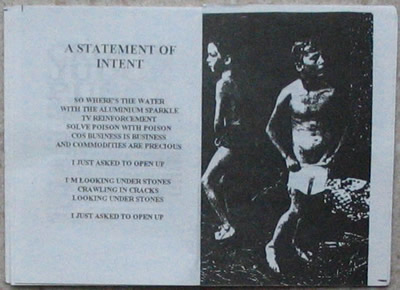 A STATEMENT OF
INTENT
SO WHERE'S THE WATER
WITH THE ALUMINIUM SPARKLE
TV REINFORCEMENT
SOLVE POISON WITH POISON
COS BUSINESS IS BUSINESS
AND COMMODITIES ARE PRECIOUS
I JUST ASKED TO OPEN UP
I'M LOOKING UNDER STONES
CRAWLING IN CRACKS
LOOKING UNDER STONES
I JUST ASKED TO OPEN UP